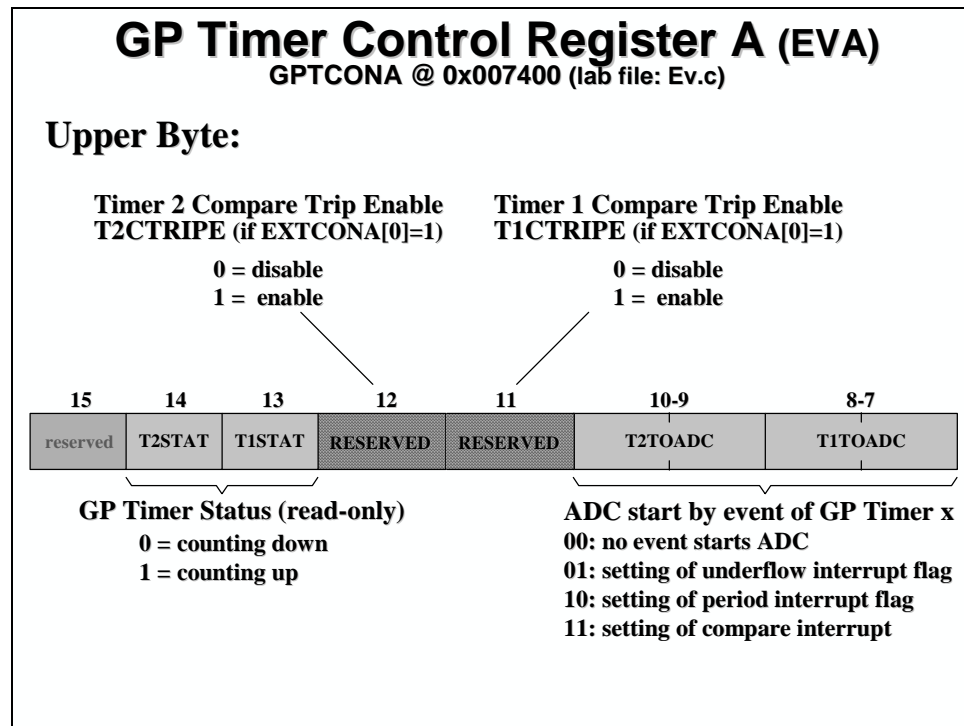 GP Timer Control Register A (EVA)
GPTCONA @ 0x007400 (lab file: Ev.c)
Upper Byte:
Timer 2 Compare Trip Enable
T2CTRIPE (if EXTCONA[0]=1)
0 = disable
1 = enable
Timer 1 Compare Trip Enable
T1CTRIPE (if EXTCONA[0]=1)
0 = disable
1 = enable
15 14 13 12 11 10-9 8-7
reserved T2STAT T1STAT RESERVED RESERVED T2TOADC T1TOADC
GP Timer Status (read-only)
0 = counting down
1 = counting up
ADC start by event of GP Timer x
00: no event starts ADC
01: setting of underflow interrupt flag
10: setting of period interrupt flag
11: setting of compare interrupt